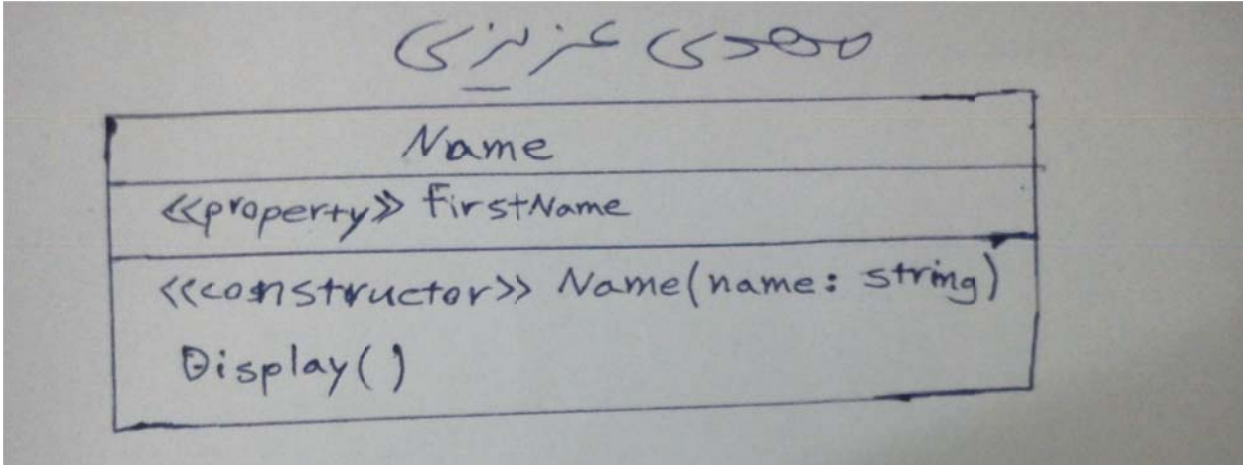 مهدی عزیزی
Name
<<property>> FirstName
<<constructor>> Name(name: string)
Display()